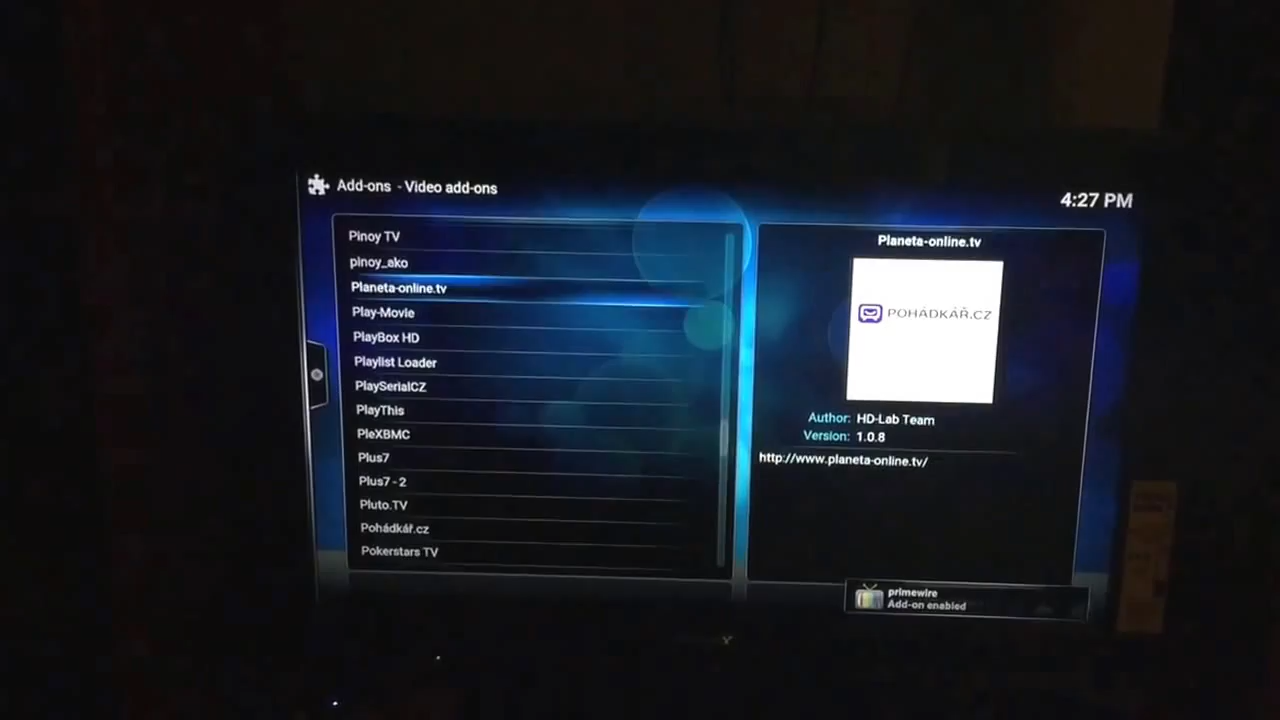 Add-ons - Video add-ons
4:27 PM
Pinoy TV
pinoy_ako
Planeta-online.tv
Play-Movie
PlayBox HD
Playlist Loader
PlaySerialCZ
PlayThis
PleXBMC
Plus7
Plus7 - 2
Pluto.TV
Pohádkář.cz
Pokerstars TV
Planeta-online.tv
POHÁDKÁŘ.CZ
Author: HD-Lab Team
Version: 1.0.8
http://www.planeta-online.tv/
primewire
Add-on enabled